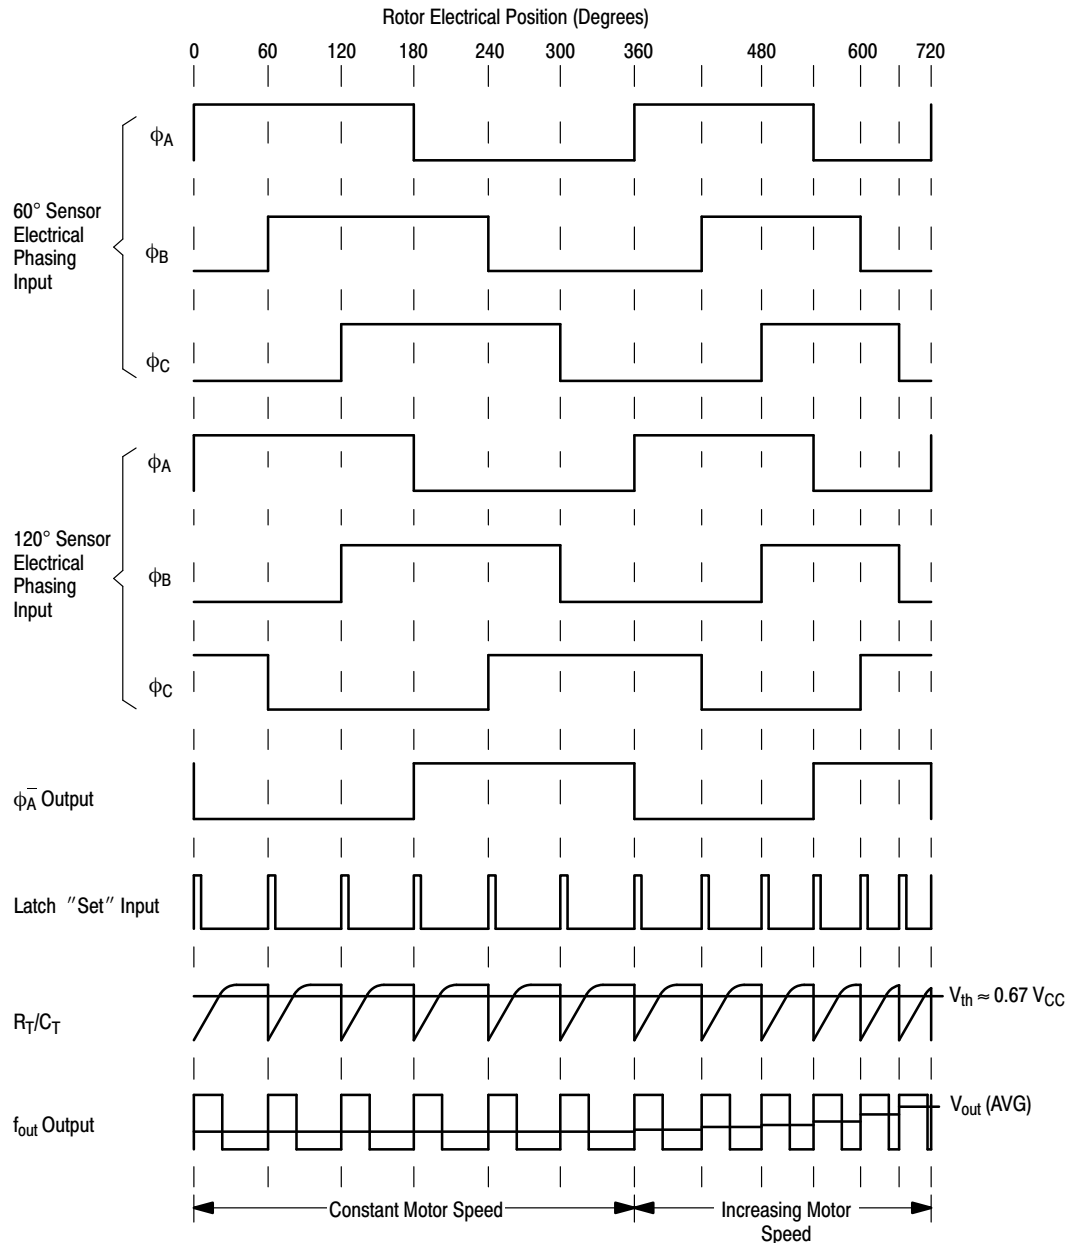 Rotor Electrical Position (Degrees)
0 60 120 180 240 300 360 480 600 720
ϕA
60° Sensor
Electrical
Phasing
Input
ϕB
ϕC
ϕA
120° Sensor
Electrical
Phasing
Input
ϕB
ϕC
ϕA̅ Output
Latch ″Set″ Input
Vth ≈ 0.67 VCC
RT/CT
Vout (AVG)
fout Output
Constant Motor Speed
Increasing Motor
Speed